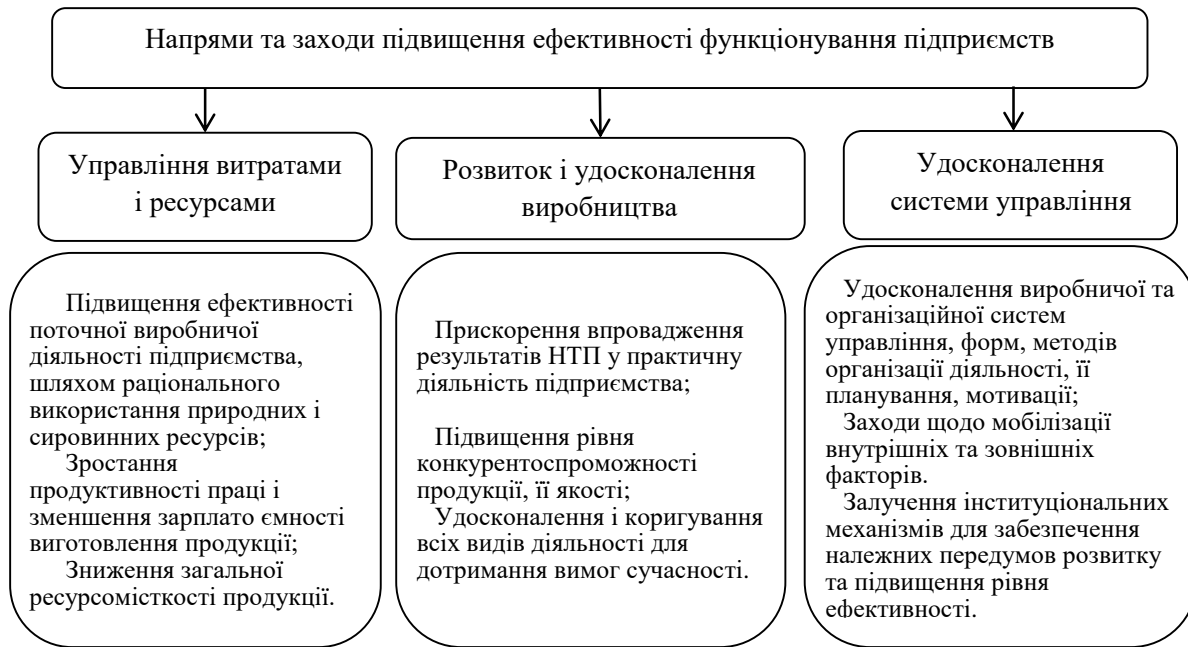 Напрями та заходи підвищення ефективності функціонування підприємств
Управління витратами
і ресурсами
Розвиток і удосконалення
виробництва
Удосконалення
системи управління
Підвищення ефективності
поточної виробничої
діяльності підприємства,
шляхом раціонального
використання природних і
сировинних ресурсів;
Зростання
продуктивності праці і
зменшення зарплато ємності
виготовлення продукції;
Зниження загальної
ресурсомісткості продукції.
Прискорення впровадження
результатів НТП у практичну
діяльність підприємства;
Підвищення рівня
конкурентоспроможності
продукції, її якості;
Удосконалення і коригування
всіх видів діяльності для
дотримання вимог сучасності.
Удосконалення виробничої та
організаційної систем
управління, форм, методів
організації діяльності, її
планування, мотивації;
Заходи щодо мобілізації
внутрішніх та зовнішніх
факторів.
Залучення інституціональних
механізмів для забезпечення
належних передумов розвитку
та підвищення рівня
ефективності.